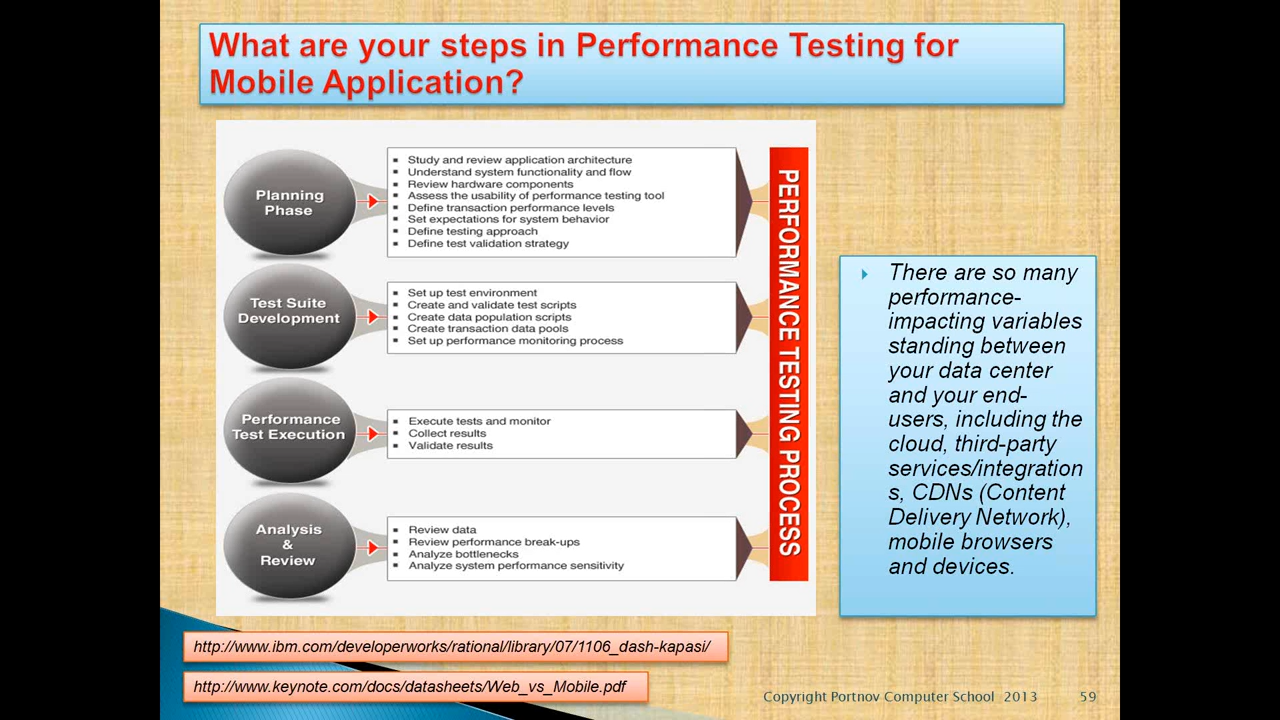 What are your steps in Performance Testing for
Mobile Application?
Planning
Phase
Study and review application architecture
Understand system functionality and flow
Review hardware components
Assess the usability of performance testing tool
Define transaction performance levels
Set expectations for system behavior
Define testing approach
Define test validation strategy
Test Suite
Development
Set up test environment
Create and validate test scripts
Create data population scripts
Create transaction data pools
Set up performance monitoring process
Performance
Test Execution
Execute tests and monitor
Collect results
Validate results
Analysis
&
Review
Review data
Review performance break-ups
Analyze bottlenecks
Analyze system performance sensitivity
PERFORMANCE TESTING PROCESS
There are so many
performance-
impacting variables
standing between
your data center
and your end-
users, including the
cloud, third-party
services/integration
s, CDNs (Content
Delivery Network),
mobile browsers
and devices.
http://www.ibm.com/developerworks/rational/library/07/1106_dash-kapasi/
http://www.keynote.com/docs/datasheets/Web_vs_Mobile.pdf
Copyright Portnov Computer School 2013
59